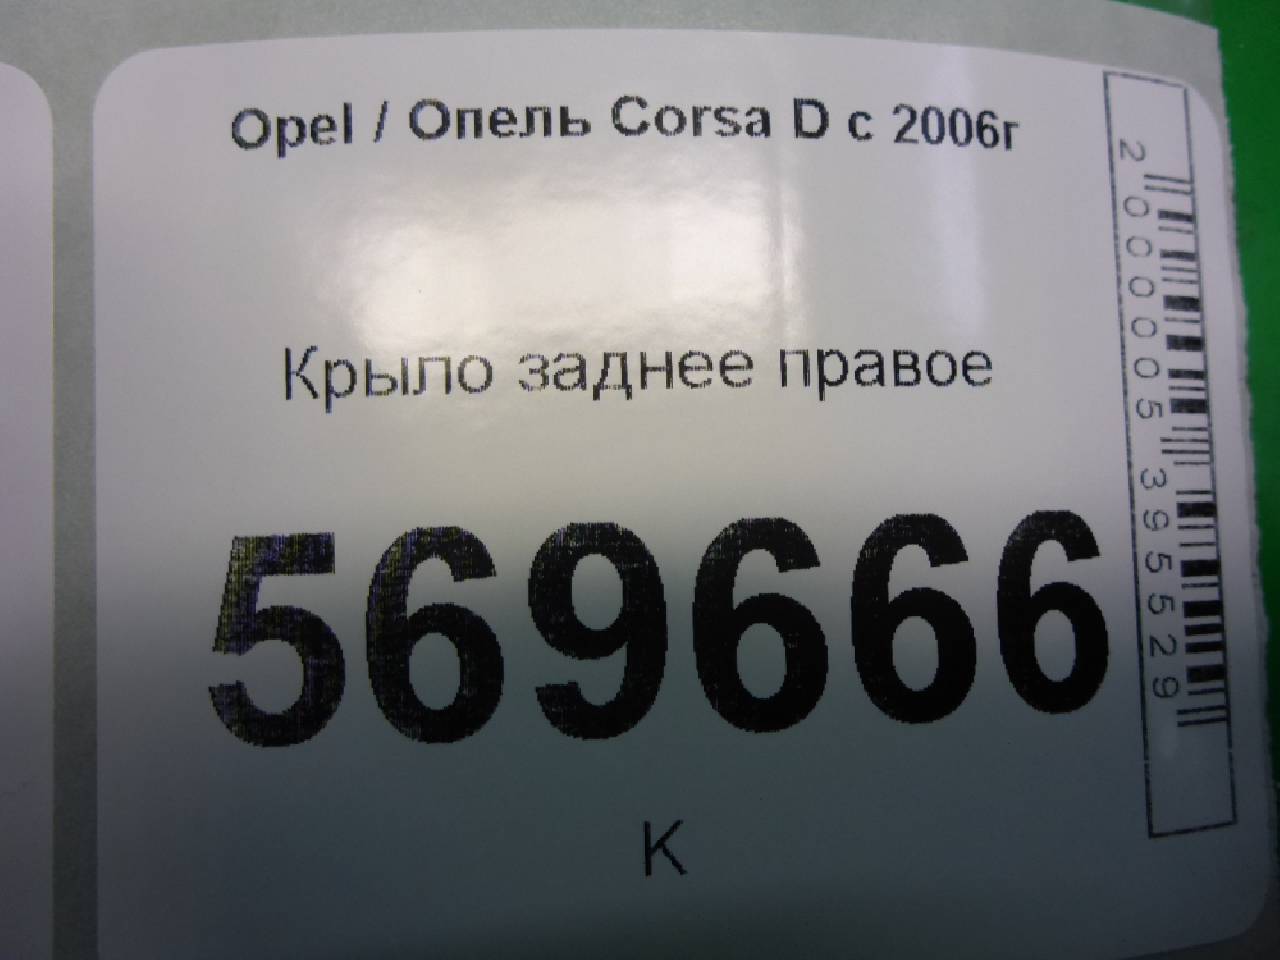 Opel / Опель Corsa D с 2006г
Крыло заднее правое
569666
К
2000005395529